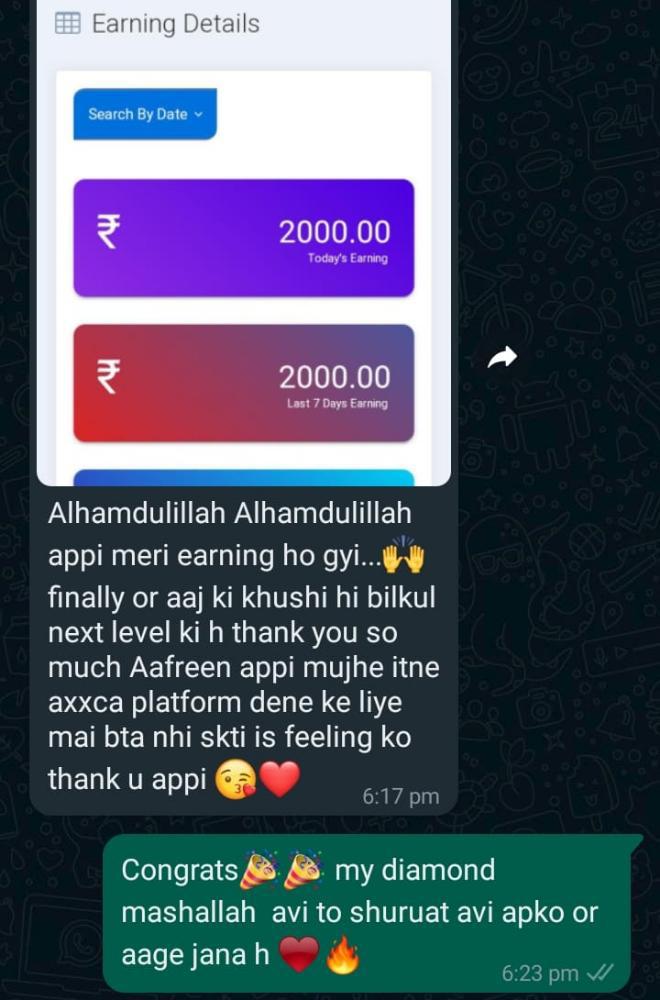 Earning Details
Search By Date
₹ 2000.00
Today's Earning
₹ 2000.00
Last 7 Days Earning
Alhamdulillah Alhamdulillah
appi meri earning ho gyi...🙌
finally or aaj ki khushi hi bilkul
next level ki h thank you so
much Aafreen appi mujhe itne
axxca platform dene ke liye
mai bta nhi skti is feeling ko
thank u appi 😘❤️
6:17 pm
Congrats🎉🎉 my diamond
mashallah avi to shuruat avi apko or
aage jana h ❤️🔥
6:23 pm